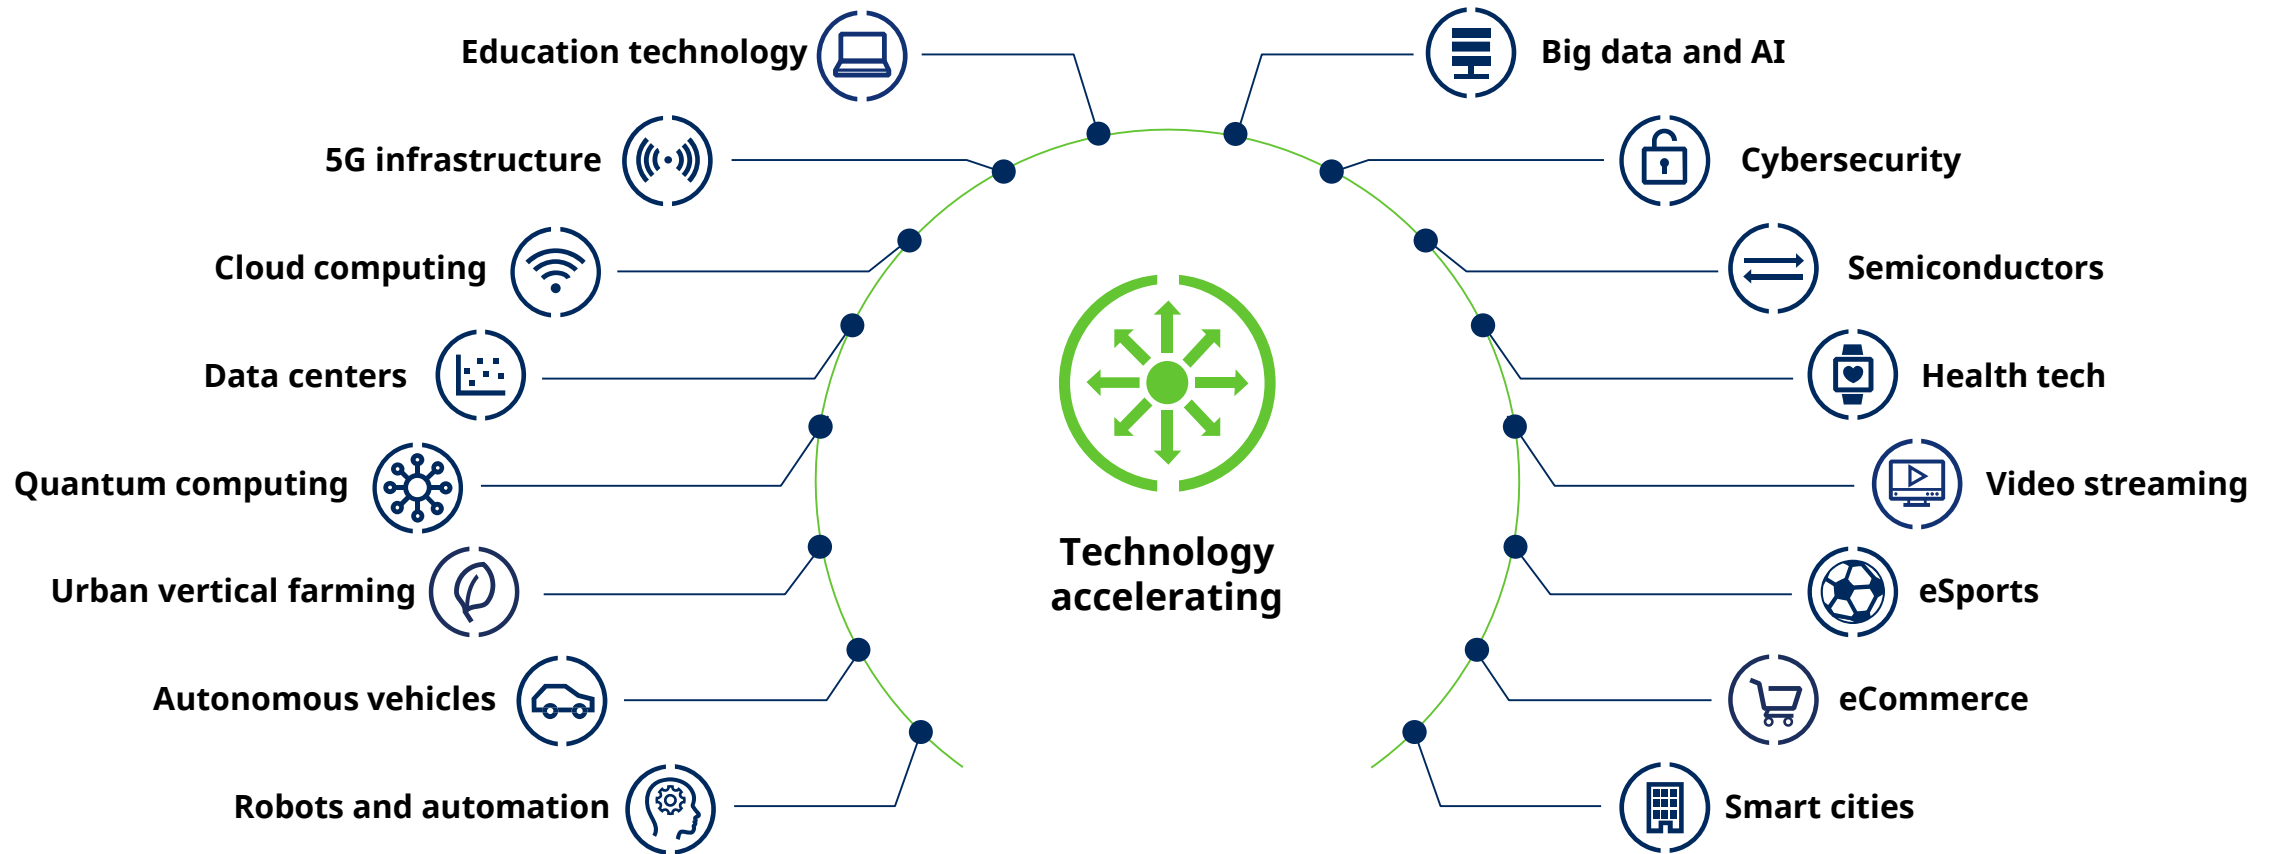 Education technology
5G infrastructure
Cloud computing
Data centers
Quantum computing
Urban vertical farming
Autonomous vehicles
Robots and automation
Technology
accelerating
Big data and AI
Cybersecurity
Semiconductors
Health tech
Video streaming
eSports
eCommerce
Smart cities